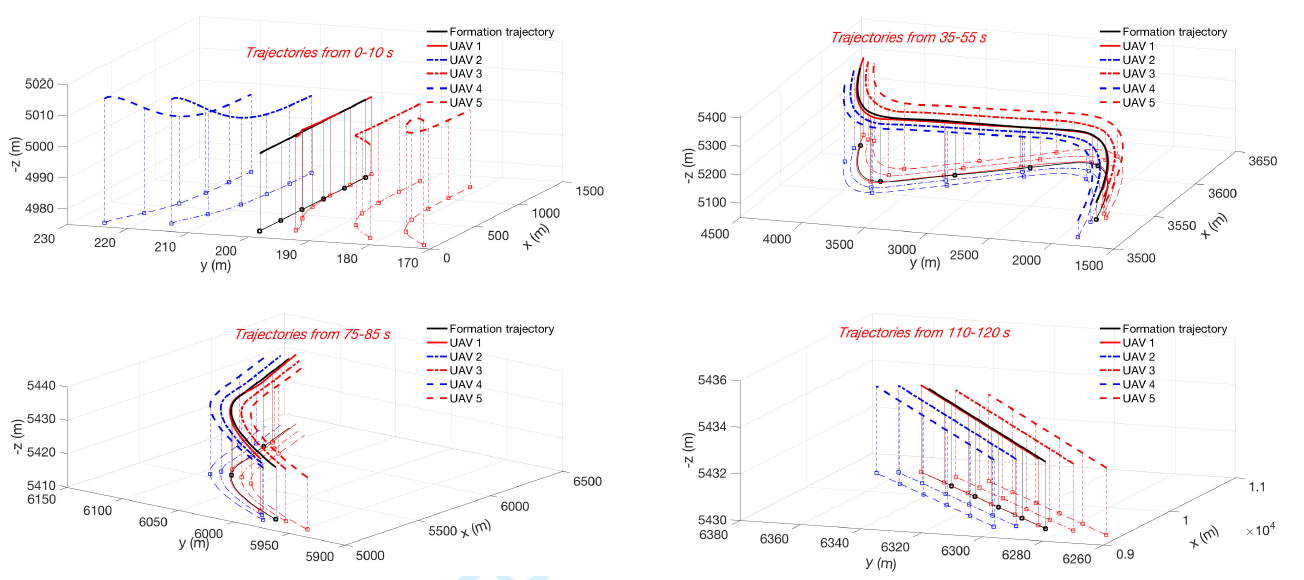 Trajectories from 0-10 s
Formation trajectory
UAV 1
UAV 2
UAV 3
UAV 4
UAV 5
5020
5010
5000
4990
4980
-z (m)
230
220
210
200
190
180
170
y (m)
0
500
1000
1500
x (m)
Trajectories from 35-55 s
Formation trajectory
UAV 1
UAV 2
UAV 3
UAV 4
UAV 5
5400
5300
5200
5100
-z (m)
4500
4000
3500
3000
2500
2000
1500
y (m)
3500
3550
3600
3650
x (m)
Trajectories from 75-85 s
Formation trajectory
UAV 1
UAV 2
UAV 3
UAV 4
UAV 5
5440
5430
5420
5410
-z (m)
6150
6100
6050
6000
5950
5900
y (m)
5000
5500
6000
6500
x (m)
Trajectories from 110-120 s
Formation trajectory
UAV 1
UAV 2
UAV 3
UAV 4
UAV 5
5436
5434
5432
5430
-z (m)
6380
6360
6340
6320
6300
6280
6260
y (m)
0.9
1
1.1
×10⁴
x (m)